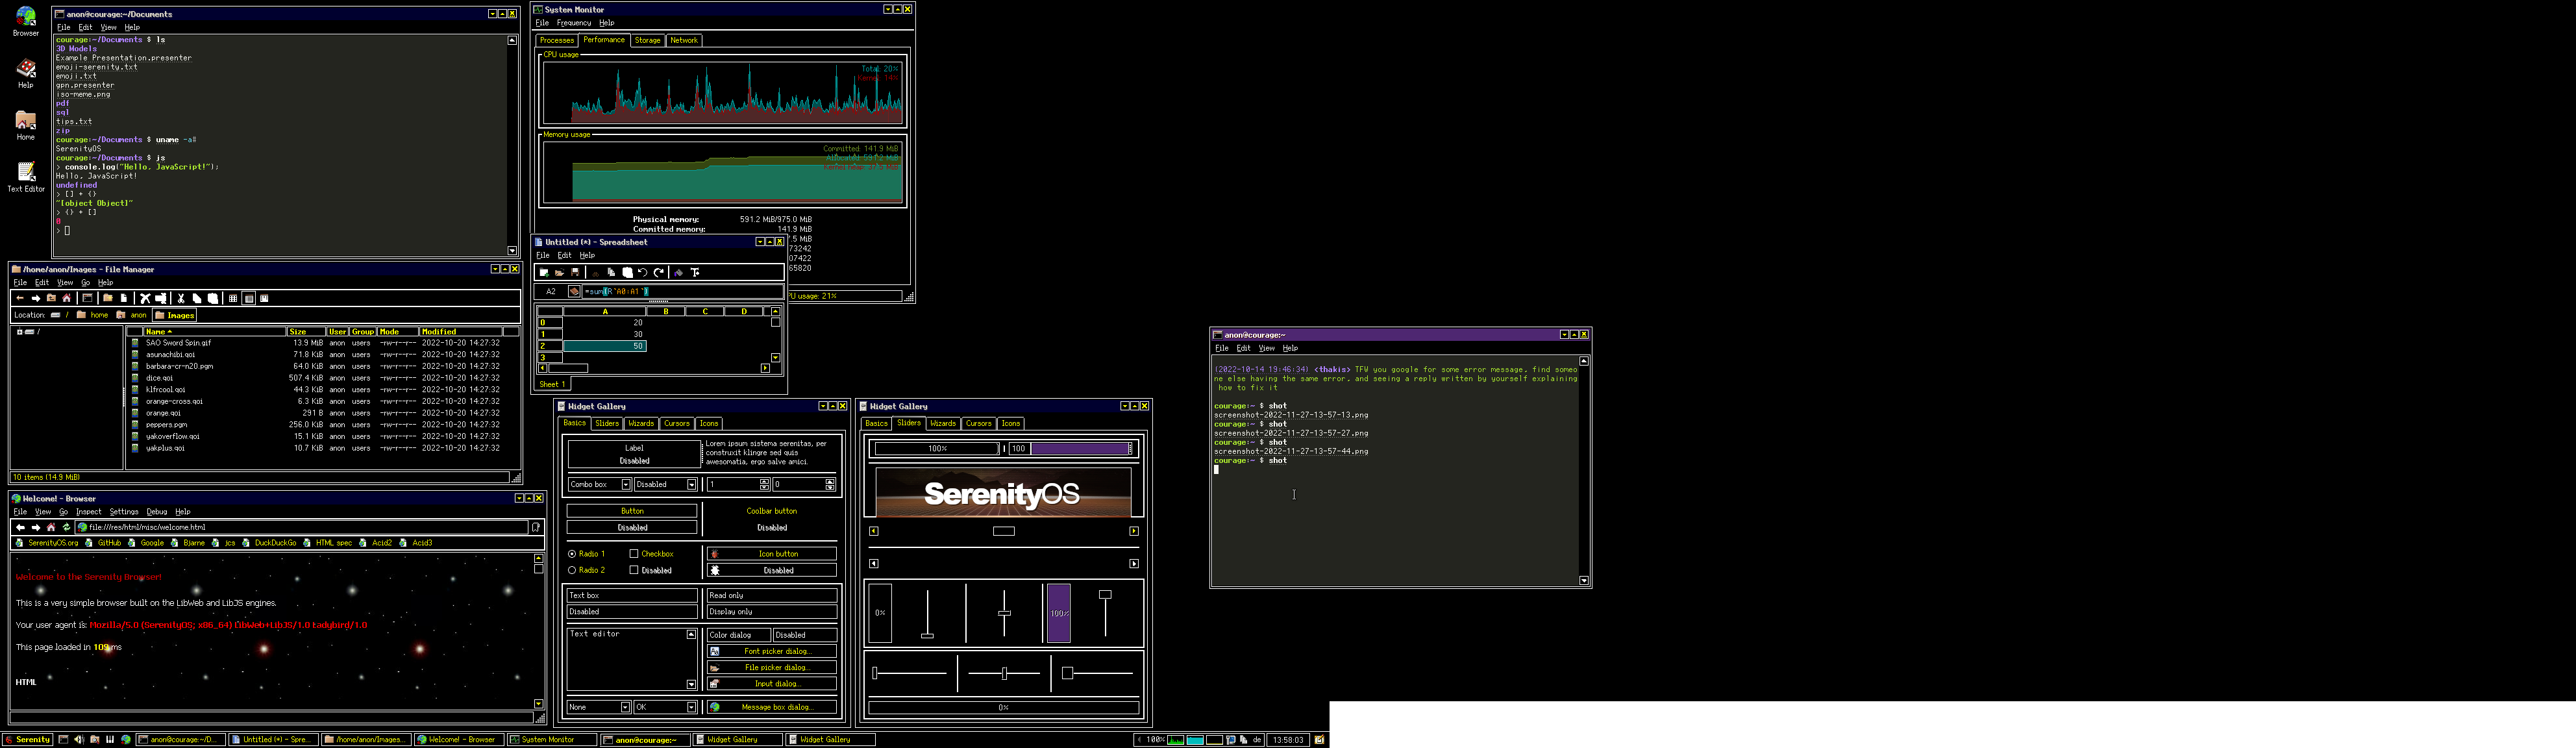 Browser
Help
Home
Text Editor
anon@courage:~/Documents
File Edit View Help
courage:~/Documents $ ls
3D Models
Example Presentation.presenter
emoji-serenity.txt
emoji.txt
gpn.presenter
iso-meme.png
pdf
sql
tips.txt
zip
courage:~/Documents $ uname -a#
SerenityOS
courage:~/Documents $ js
> console.log("Hello, JavaScript!");
Hello, JavaScript!
undefined
> [] + {}
"[object Object]"
> {} + []
0
>
/home/anon/Images - File Manager
File Edit View Go Help
Location: / home anon Images
/
Name Size User Group Mode Modified
SAO Sword Spin.gif 13.9 MiB anon users -rw-r--r-- 2022-10-20 14:27:32
asunachibi.qoi 71.8 KiB anon users -rw-r--r-- 2022-10-20 14:27:32
barbara-cr-n20.pgm 64.0 KiB anon users -rw-r--r-- 2022-10-20 14:27:32
dice.qoi 507.4 KiB anon users -rw-r--r-- 2022-10-20 14:27:32
klfrcool.qoi 44.3 KiB anon users -rw-r--r-- 2022-10-20 14:27:32
orange-cross.qoi 6.3 KiB anon users -rw-r--r-- 2022-10-20 14:27:32
orange.qoi 291 B anon users -rw-r--r-- 2022-10-20 14:27:32
peppers.pgm 256.0 KiB anon users -rw-r--r-- 2022-10-20 14:27:32
yakoverflow.qoi 15.1 KiB anon users -rw-r--r-- 2022-10-20 14:27:32
yakplus.qoi 10.7 KiB anon users -rw-r--r-- 2022-10-20 14:27:32
10 items (14.9 MiB)
Welcome! - Browser
File View Go Inspect Settings Debug Help
file:///res/html/misc/welcome.html
SerenityOS.org GitHub Google Bjarne jcs DuckDuckGo HTML spec Acid2 Acid3
Welcome to the Serenity Browser!
This is a very simple browser built on the LibWeb and LibJS engines.
Your user agent is: Mozilla/5.0 (SerenityOS; x86_64) LibWeb+LibJS/1.0 Ladybird/1.0
This page loaded in 109 ms
HTML
System Monitor
File Frequency Help
Processes Performance Storage Network
CPU usage
Total: 20%
Kernel: 14%
Memory usage
Committed: 141.9 MiB
Physical memory: 591.2 MiB/975.0 MiB
Committed memory: 141.9 MiB
7.5 MiB
73242
07422
65820
PU usage: 21%
Untitled (*) - Spreadsheet
File Edit Help
A2 =sum(R`A0:A1`)
A B C D
0 20
1 30
2 50
3
Sheet 1
Widget Gallery
Basics Sliders Wizards Cursors Icons
Label
Disabled
Lorem ipsum sistema serenitas, per
construxit klingre sed quis
awesomatia, ergo salve amici.
Combo box Disabled 1 0
Button Coolbar button
Disabled Disabled
Radio 1 Checkbox Icon button
Radio 2 Disabled Disabled
Text box Read only
Disabled Display only
Text editor Color dialog Disabled
Font picker dialog...
File picker dialog...
Input dialog...
None OK Message box dialog...
Widget Gallery
Basics Sliders Wizards Cursors Icons
100% 100
SerenityOS
0% 100%
0%
anon@courage:~
File Edit View Help
(2022-10-14 19:46:34) <thakis> TFW you google for some error message, find someo
ne else having the same error, and seeing a reply written by yourself explaining
how to fix it
courage:~ $ shot
screenshot-2022-11-27-13-57-13.png
courage:~ $ shot
screenshot-2022-11-27-13-57-27.png
courage:~ $ shot
screenshot-2022-11-27-13-57-44.png
courage:~ $ shot
Serenity anon@courage:~/D... Untitled (*) - Spre... /home/anon/Images... Welcome! - Browser System Monitor anon@courage:~ Widget Gallery Widget Gallery 100% de 13:58:03